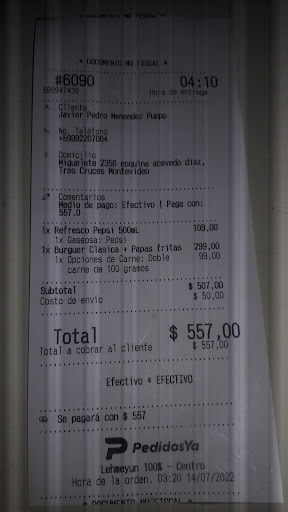 * DOCUMENTO NO FISCAL *
#6090 04:10
595947438 Hora de entrega
Cliente
Javier Pedro Menendez Puppo
No. Teléfono
+59892207064
Domicilio
Miguelete 2356 esquina acevedo diaz,
Tres Cruces Montevideo
Comentarios
Medio de pago: Efectivo | Paga con:
557.0
1x Refresco Pepsi 500mL 109,00
1x Gaseosa: Pepsi
1x Burguer Clasica + Papas fritas 299,00
1x Opciones de Carne: Doble 99,00
carne de 100 gramos
Subtotal $ 507,00
Costo de envío $ 50,00
Total $ 557,00
Total a cobrar al cliente $ 557,00
Efectivo * EFECTIVO
Se pagará con $ 557
PedidosYa
Lehmeyun 100% - Centro
Hora de la orden. 03:20 14/07/2022
* DOCUMENTO NO FISCAL *